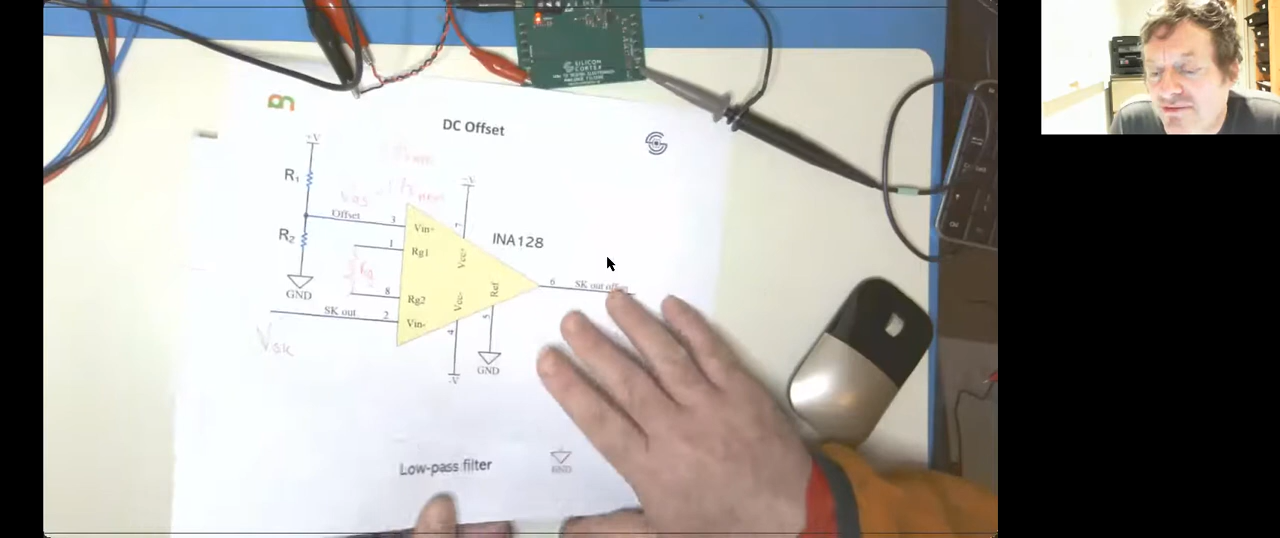 SILICON
CORTEX
DC Offset
+V
R1
Offset
3
Vin+
7
Vcc+
INA128
1
Rg1
R2
Rg
GND
8
Rg2
Ref
6
SK out offset
SK out
2
Vin-
Vcc-
4
5
VSK
-V
GND
Low-pass filter
GND